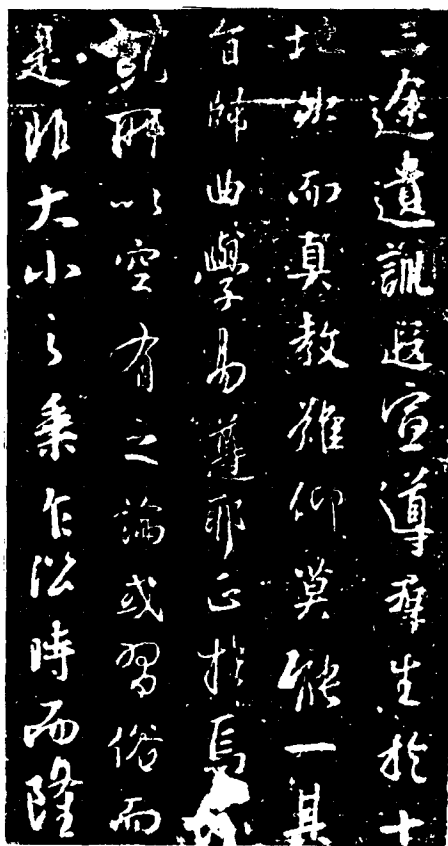 三途遺訓遐宣導群生於十
地然而真教難仰莫能一其
旨歸曲學易遵耶正於焉
糺所以空有之論或習俗而
是非大小之乘乍沿時而隆